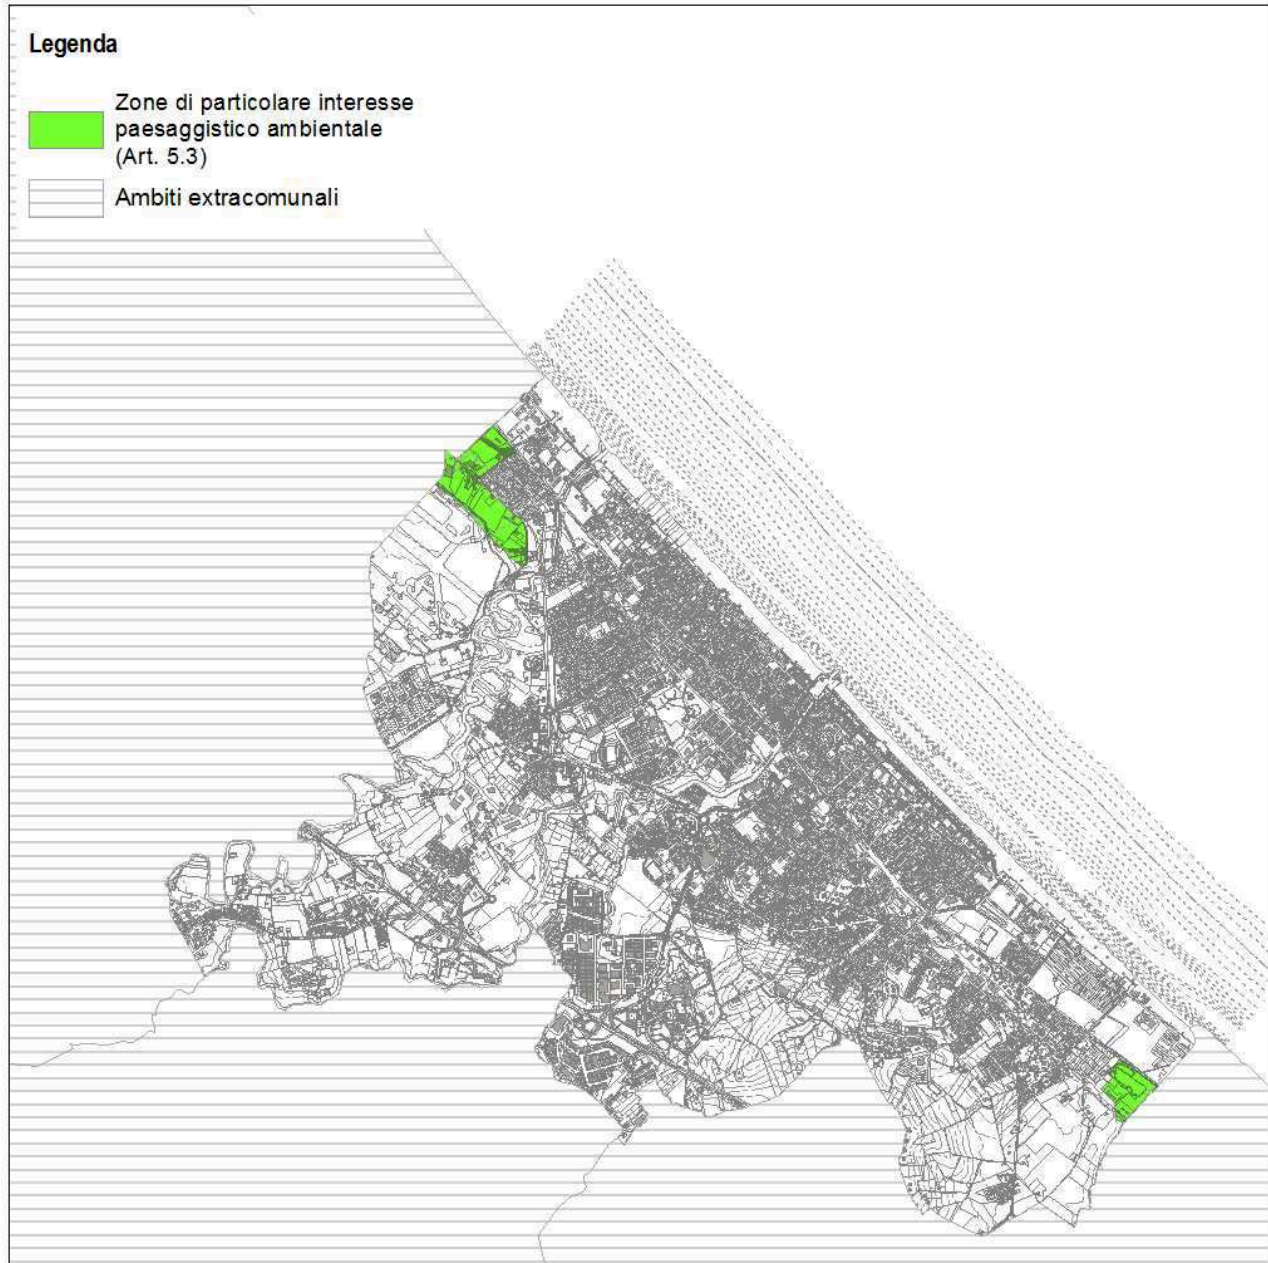 Legenda
Zone di particolare interesse
paesaggistico ambientale
(Art. 5.3)
Ambiti extracomunali